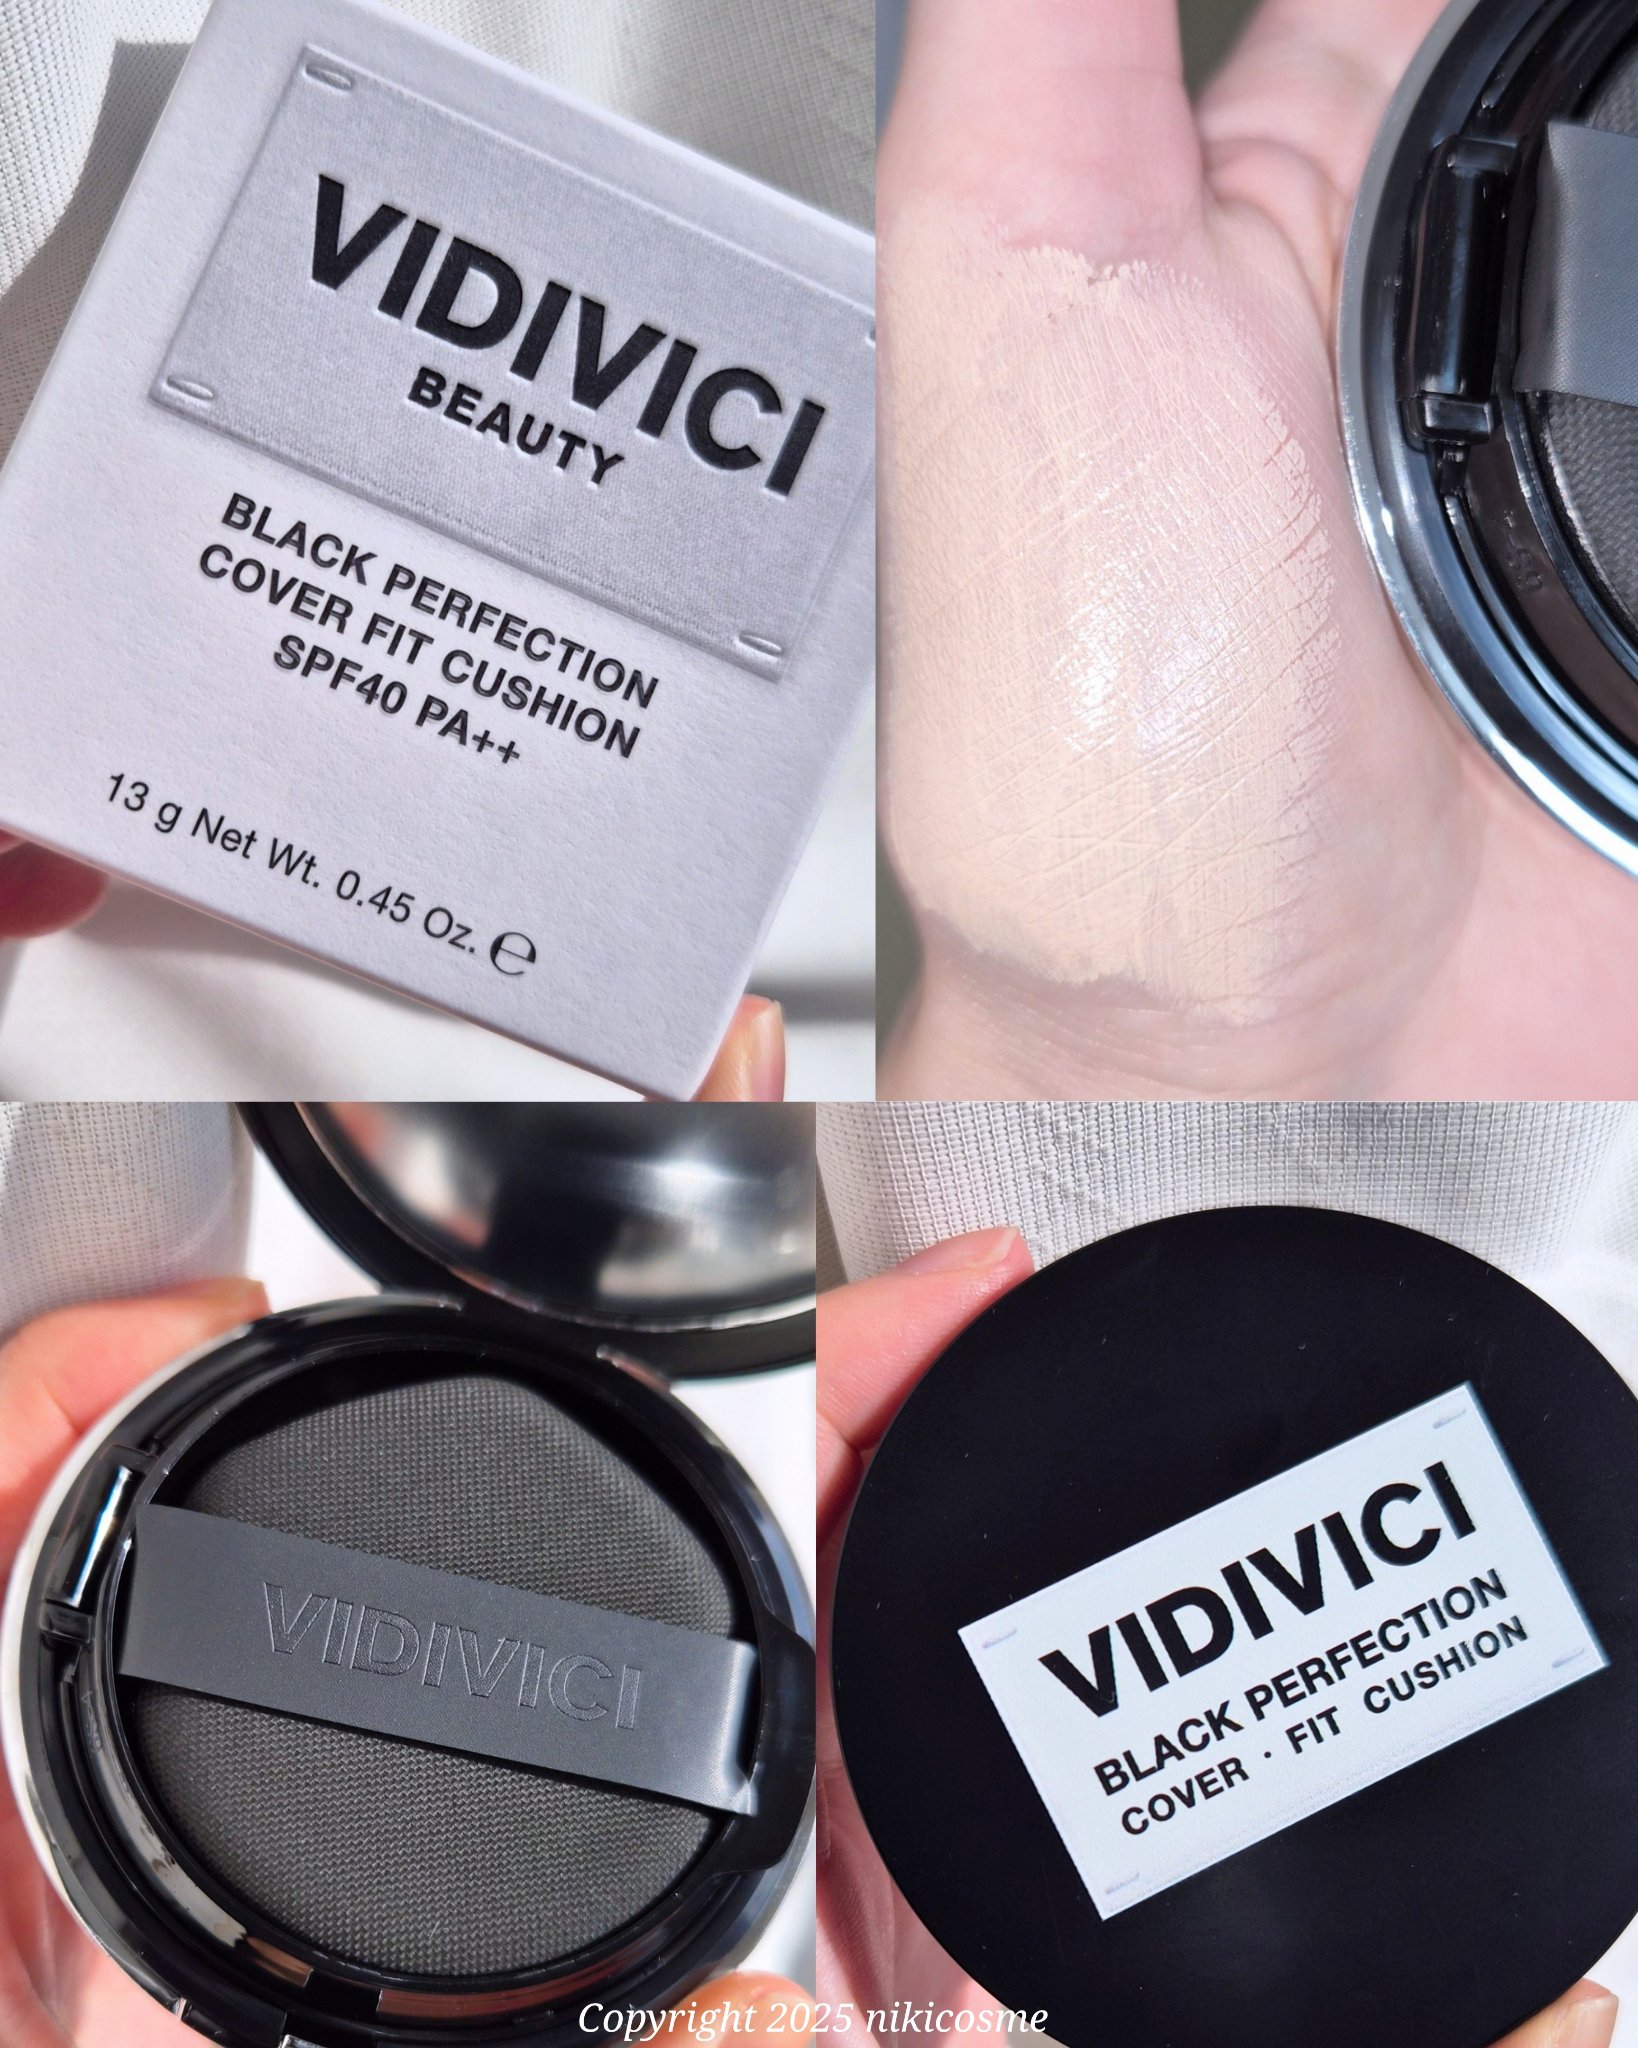 VIDIVICI
BEAUTY
BLACK PERFECTION
COVER FIT CUSHION
SPF40 PA++
13 g Net Wt. 0.45 Oz. ℮
VIDIVICI
VIDIVICI
BLACK PERFECTION
COVER · FIT CUSHION
Copyright 2025 nikicosme